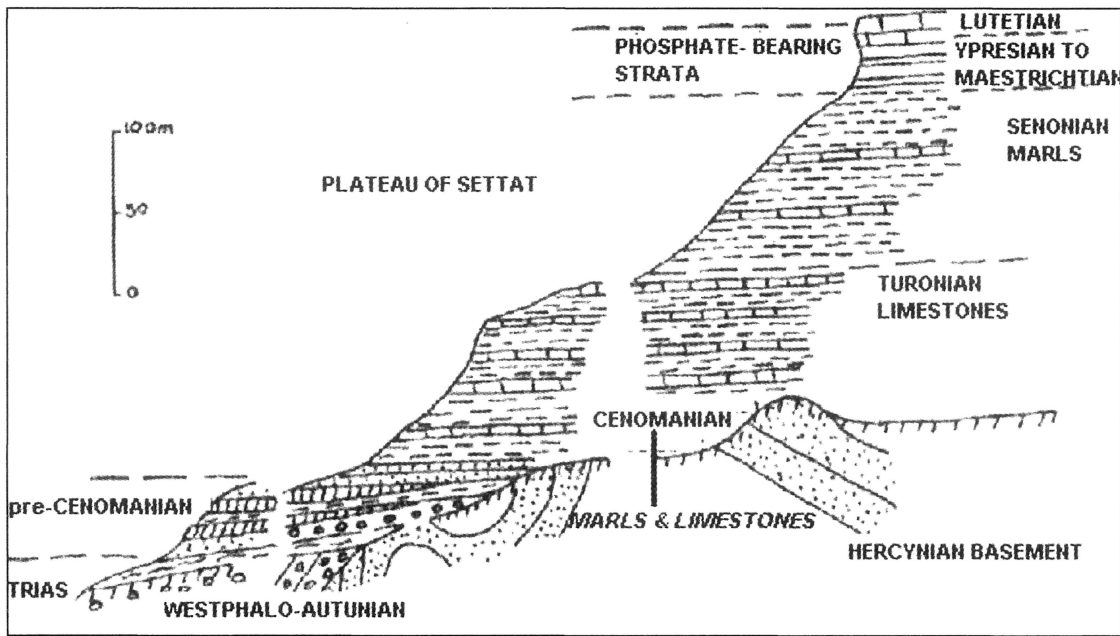 LUTETIAN
PHOSPHATE- BEARING
STRATA
YPRESIAN TO
MAESTRICHTIAN
100m
SENONIAN
MARLS
PLATEAU OF SETTAT
50
0
TURONIAN
LIMESTONES
CENOMANIAN
pre-CENOMANIAN
MARLS & LIMESTONES
HERCYNIAN BASEMENT
TRIAS
WESTPHALO-AUTUNIAN